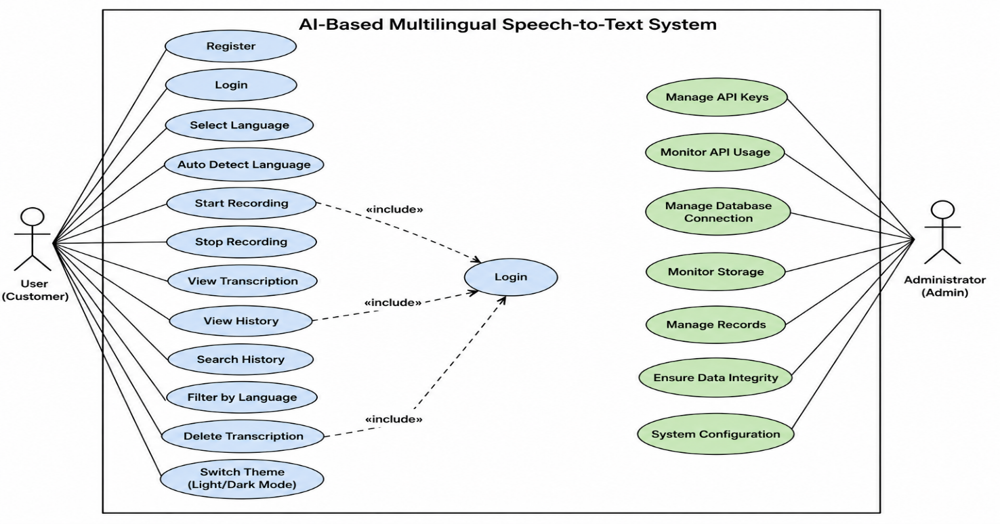 AI-Based Multilingual Speech-to-Text System
Register
Login
Select Language
Auto Detect Language
Start Recording
Stop Recording
View Transcription
View History
Search History
Filter by Language
Delete Transcription
Switch Theme
(Light/Dark Mode)
User
(Customer)
«include»
«include»
«include»
Login
Manage API Keys
Monitor API Usage
Manage Database
Connection
Monitor Storage
Manage Records
Ensure Data Integrity
System Configuration
Administrator
(Admin)